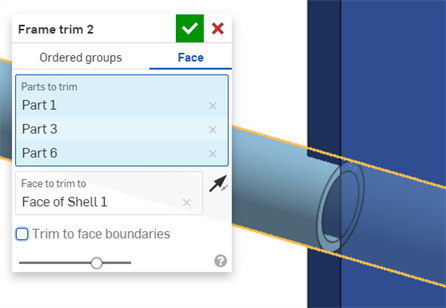 Frame trim 2
Ordered groups Face
Parts to trim
Part 1
Part 3
Part 6
Face to trim to
Face of Shell 1
Trim to face boundaries